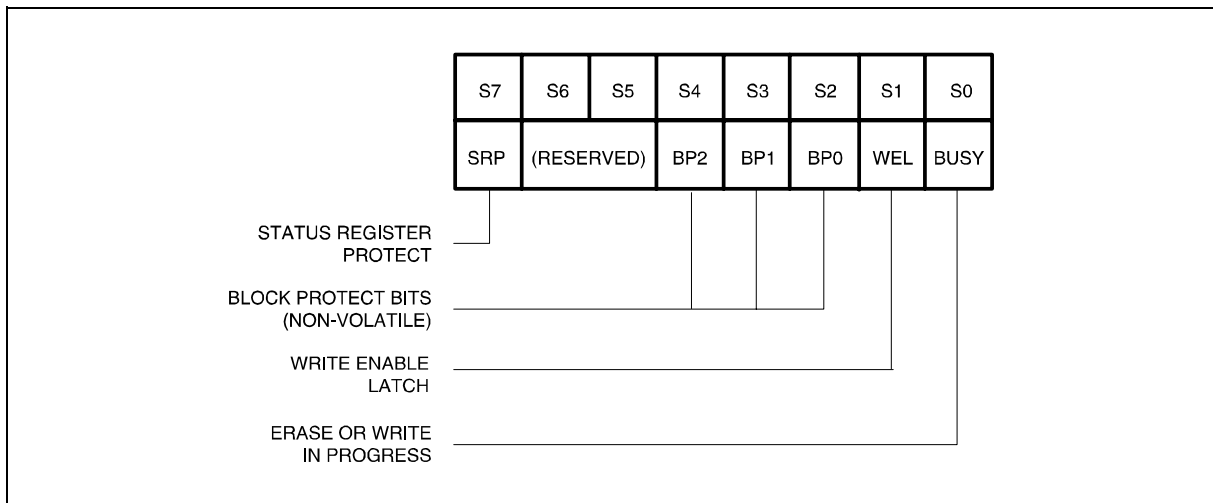 S7 S6 S5 S4 S3 S2 S1 S0
SRP (RESERVED) BP2 BP1 BP0 WEL BUSY
STATUS REGISTER
PROTECT
BLOCK PROTECT BITS
(NON-VOLATILE)
WRITE ENABLE
LATCH
ERASE OR WRITE
IN PROGRESS